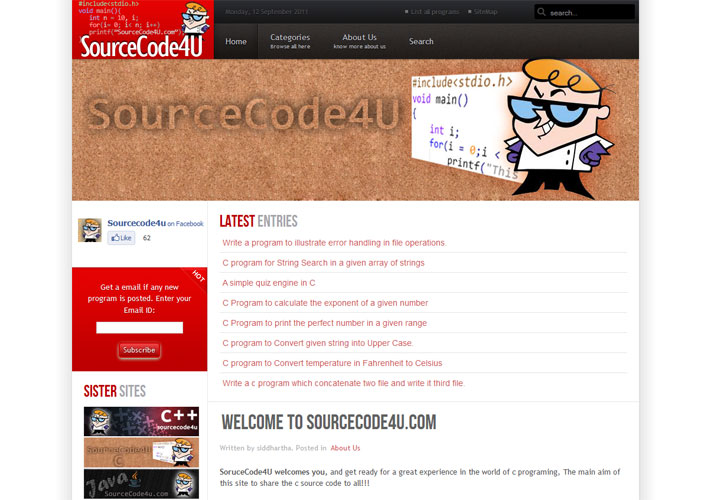 #include<stdio.h>
void main()
int n = 10, i;
for(i= 0; i< n; i++)
printf("SourceCode4U.com");
SourceCode4U
Monday, 12 September 2011
List all programs
SiteMap
search...
Home
Categories
Browse all here
About Us
know more about us
Search
SourceCode4U
#include<stdio.h>
void main()
{
int i;
for(i = 0;i <
printf("This
Sourcecode4u on Facebook
Like 62
HOT
Get a email if any new
program is posted. Enter your
Email ID:
Subscribe
SISTER SITES
C++
sourcecode4u
SourceCode4U
C
Java
SourceCode4U.com
LATEST ENTRIES
Write a program to illustrate error handling in file operations.
C program for String Search in a given array of strings
A simple quiz engine in C
C Program to calculate the exponent of a given number
C Program to print the perfect number in a given range
C program to Convert given string into Upper Case.
C program to Convert temperature in Fahrenheit to Celsius
Write a c program which concatenate two file and write it third file.
WELCOME TO SOURCECODE4U.COM
Written by siddhartha, Posted in About Us
SoruceCode4U welcomes you, and get ready for a great experience in the world of c programing, The main aim of
this site to share the c source code to all!!!